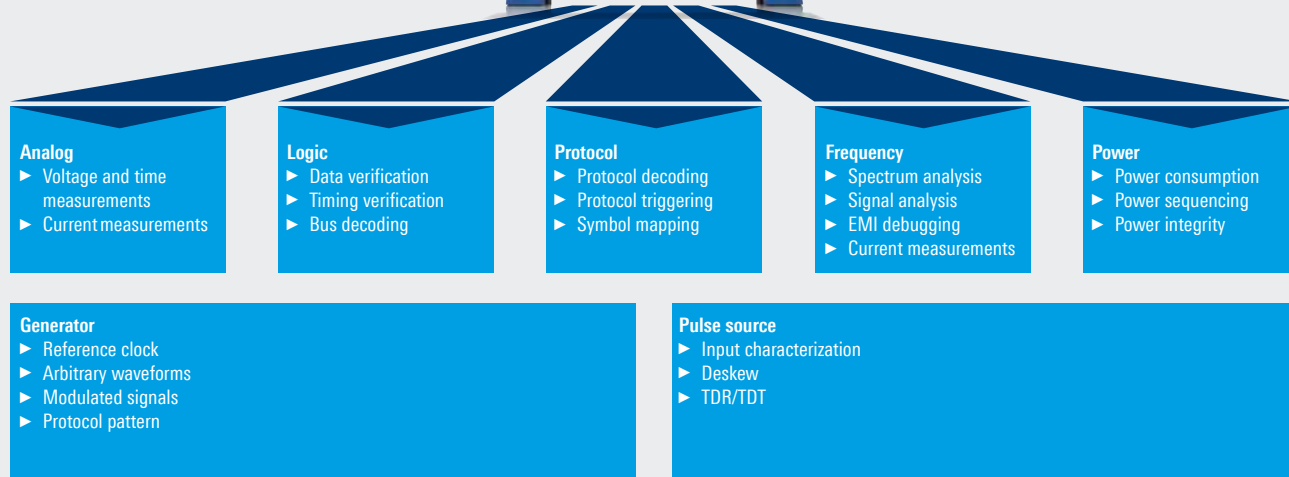 Analog
► Voltage and time
measurements
► Current measurements
Logic
► Data verification
► Timing verification
► Bus decoding
Protocol
► Protocol decoding
► Protocol triggering
► Symbol mapping
Frequency
► Spectrum analysis
► Signal analysis
► EMI debugging
► Current measurements
Power
► Power consumption
► Power sequencing
► Power integrity
Generator
► Reference clock
► Arbitrary waveforms
► Modulated signals
► Protocol pattern
Pulse source
► Input characterization
► Deskew
► TDR/TDT